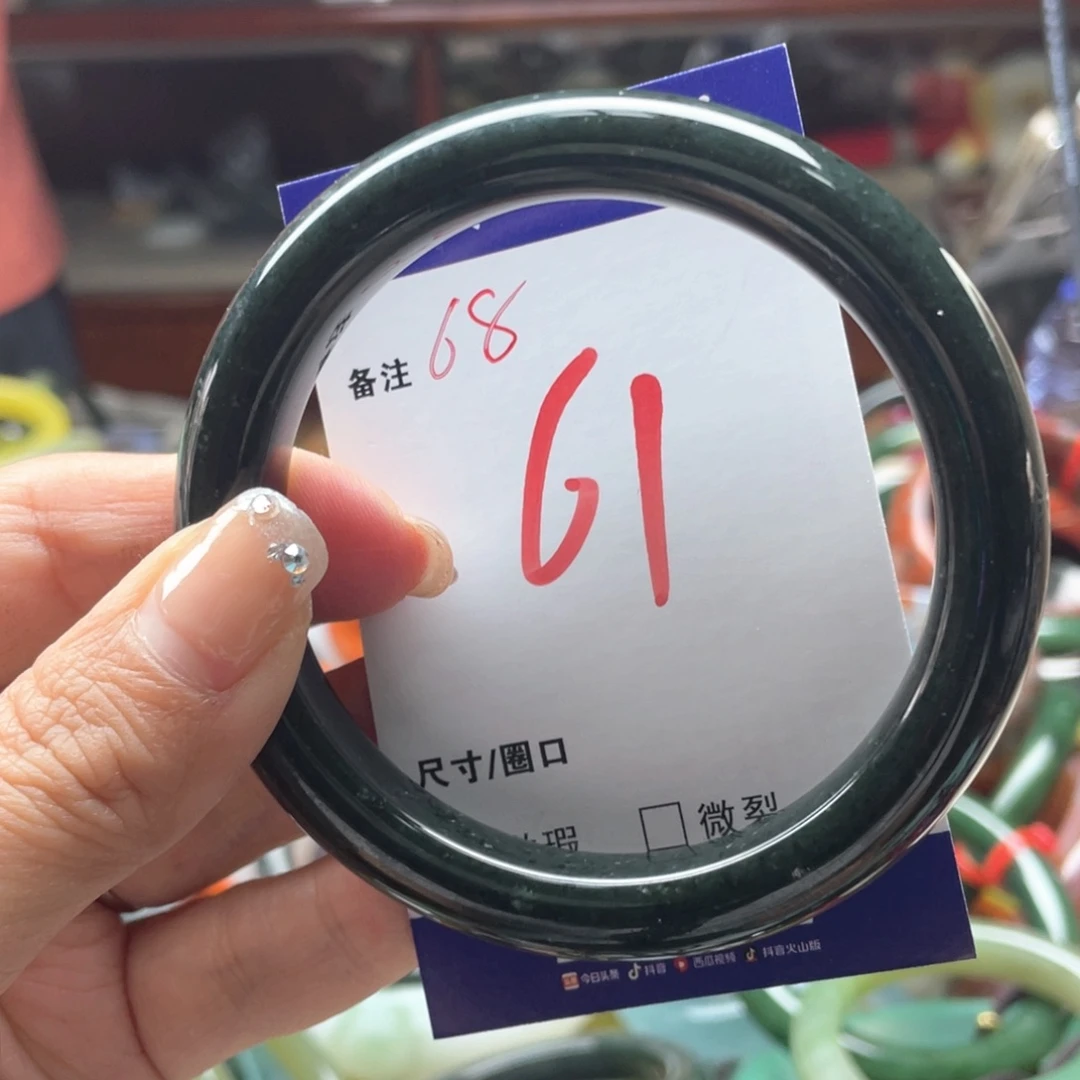 备注 68
61
尺寸/圈口
瑕 □ 微裂
今日头条 抖音 西瓜视频 抖音火山版